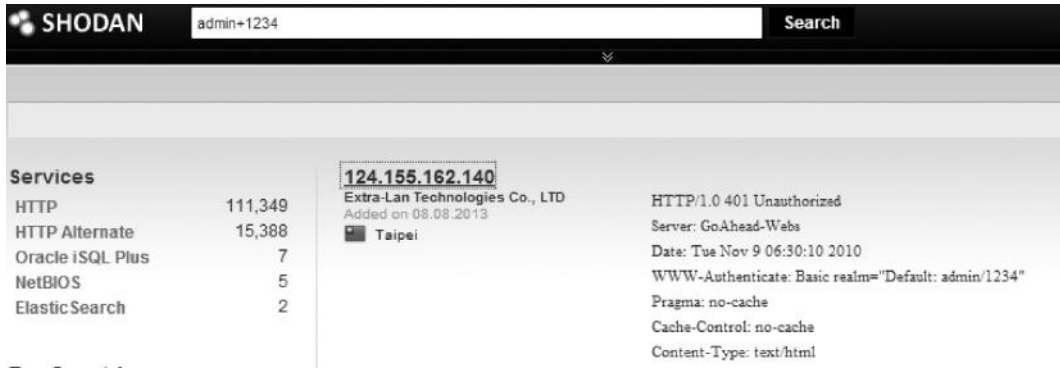 SHODAN
admin+1234
Search
Services
HTTP 111,349
HTTP Alternate 15,388
Oracle iSQL Plus 7
NetBIOS 5
ElasticSearch 2
124.155.162.140
Extra-Lan Technologies Co., LTD
Added on 08.08.2013
Taipei
HTTP/1.0 401 Unauthorized
Server: GoAhead-Webs
Date: Tue Nov 9 06:30:10 2010
WWW-Authenticate: Basic realm="Default: admin/1234"
Pragma: no-cache
Cache-Control: no-cache
Content-Type: text/html